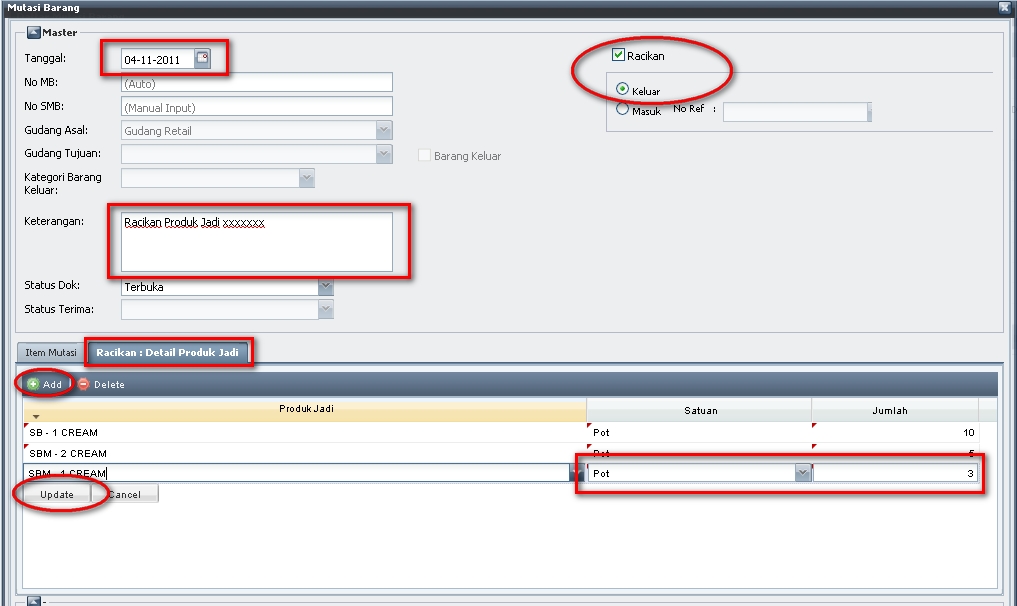 Mutasi Barang
Master
Tanggal: 04-11-2011
Racikan
No MB: (Auto)
Keluar
No SMB: (Manual Input)
Masuk No Ref :
Gudang Asal: Gudang Retail
Gudang Tujuan:
Barang Keluar
Kategori Barang
Keluar:
Keterangan: Racikan Produk Jadi xxxxxxx
Status Dok: Terbuka
Status Terima:
Item Mutasi Racikan : Detail Produk Jadi
Add Delete
Produk Jadi Satuan Jumlah
SB - 1 CREAM Pot 10
SBM - 2 CREAM Pot 5
SBM - 1 CREAM Pot 3
Update Cancel
-